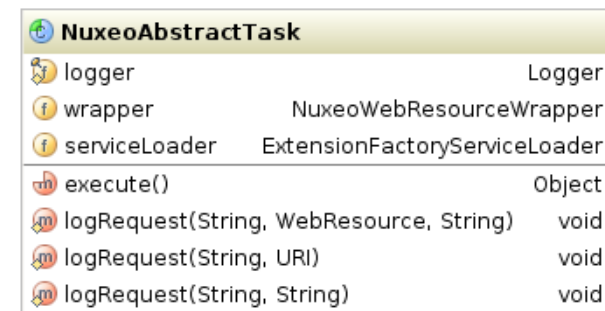 NuxeoAbstractTask
logger Logger
wrapper NuxeoWebResourceWrapper
serviceLoader ExtensionFactoryServiceLoader
execute() Object
logRequest(String, WebResource, String) void
logRequest(String, URI) void
logRequest(String, String) void